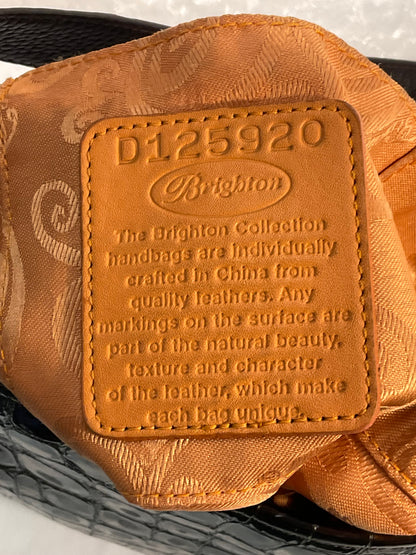 D125920
Brighton
The Brighton Collection
handbags are individually
crafted in China from
quality leathers. Any
markings on the surface are
part of the natural beauty,
texture and character
of the leather, which make
each bag unique.